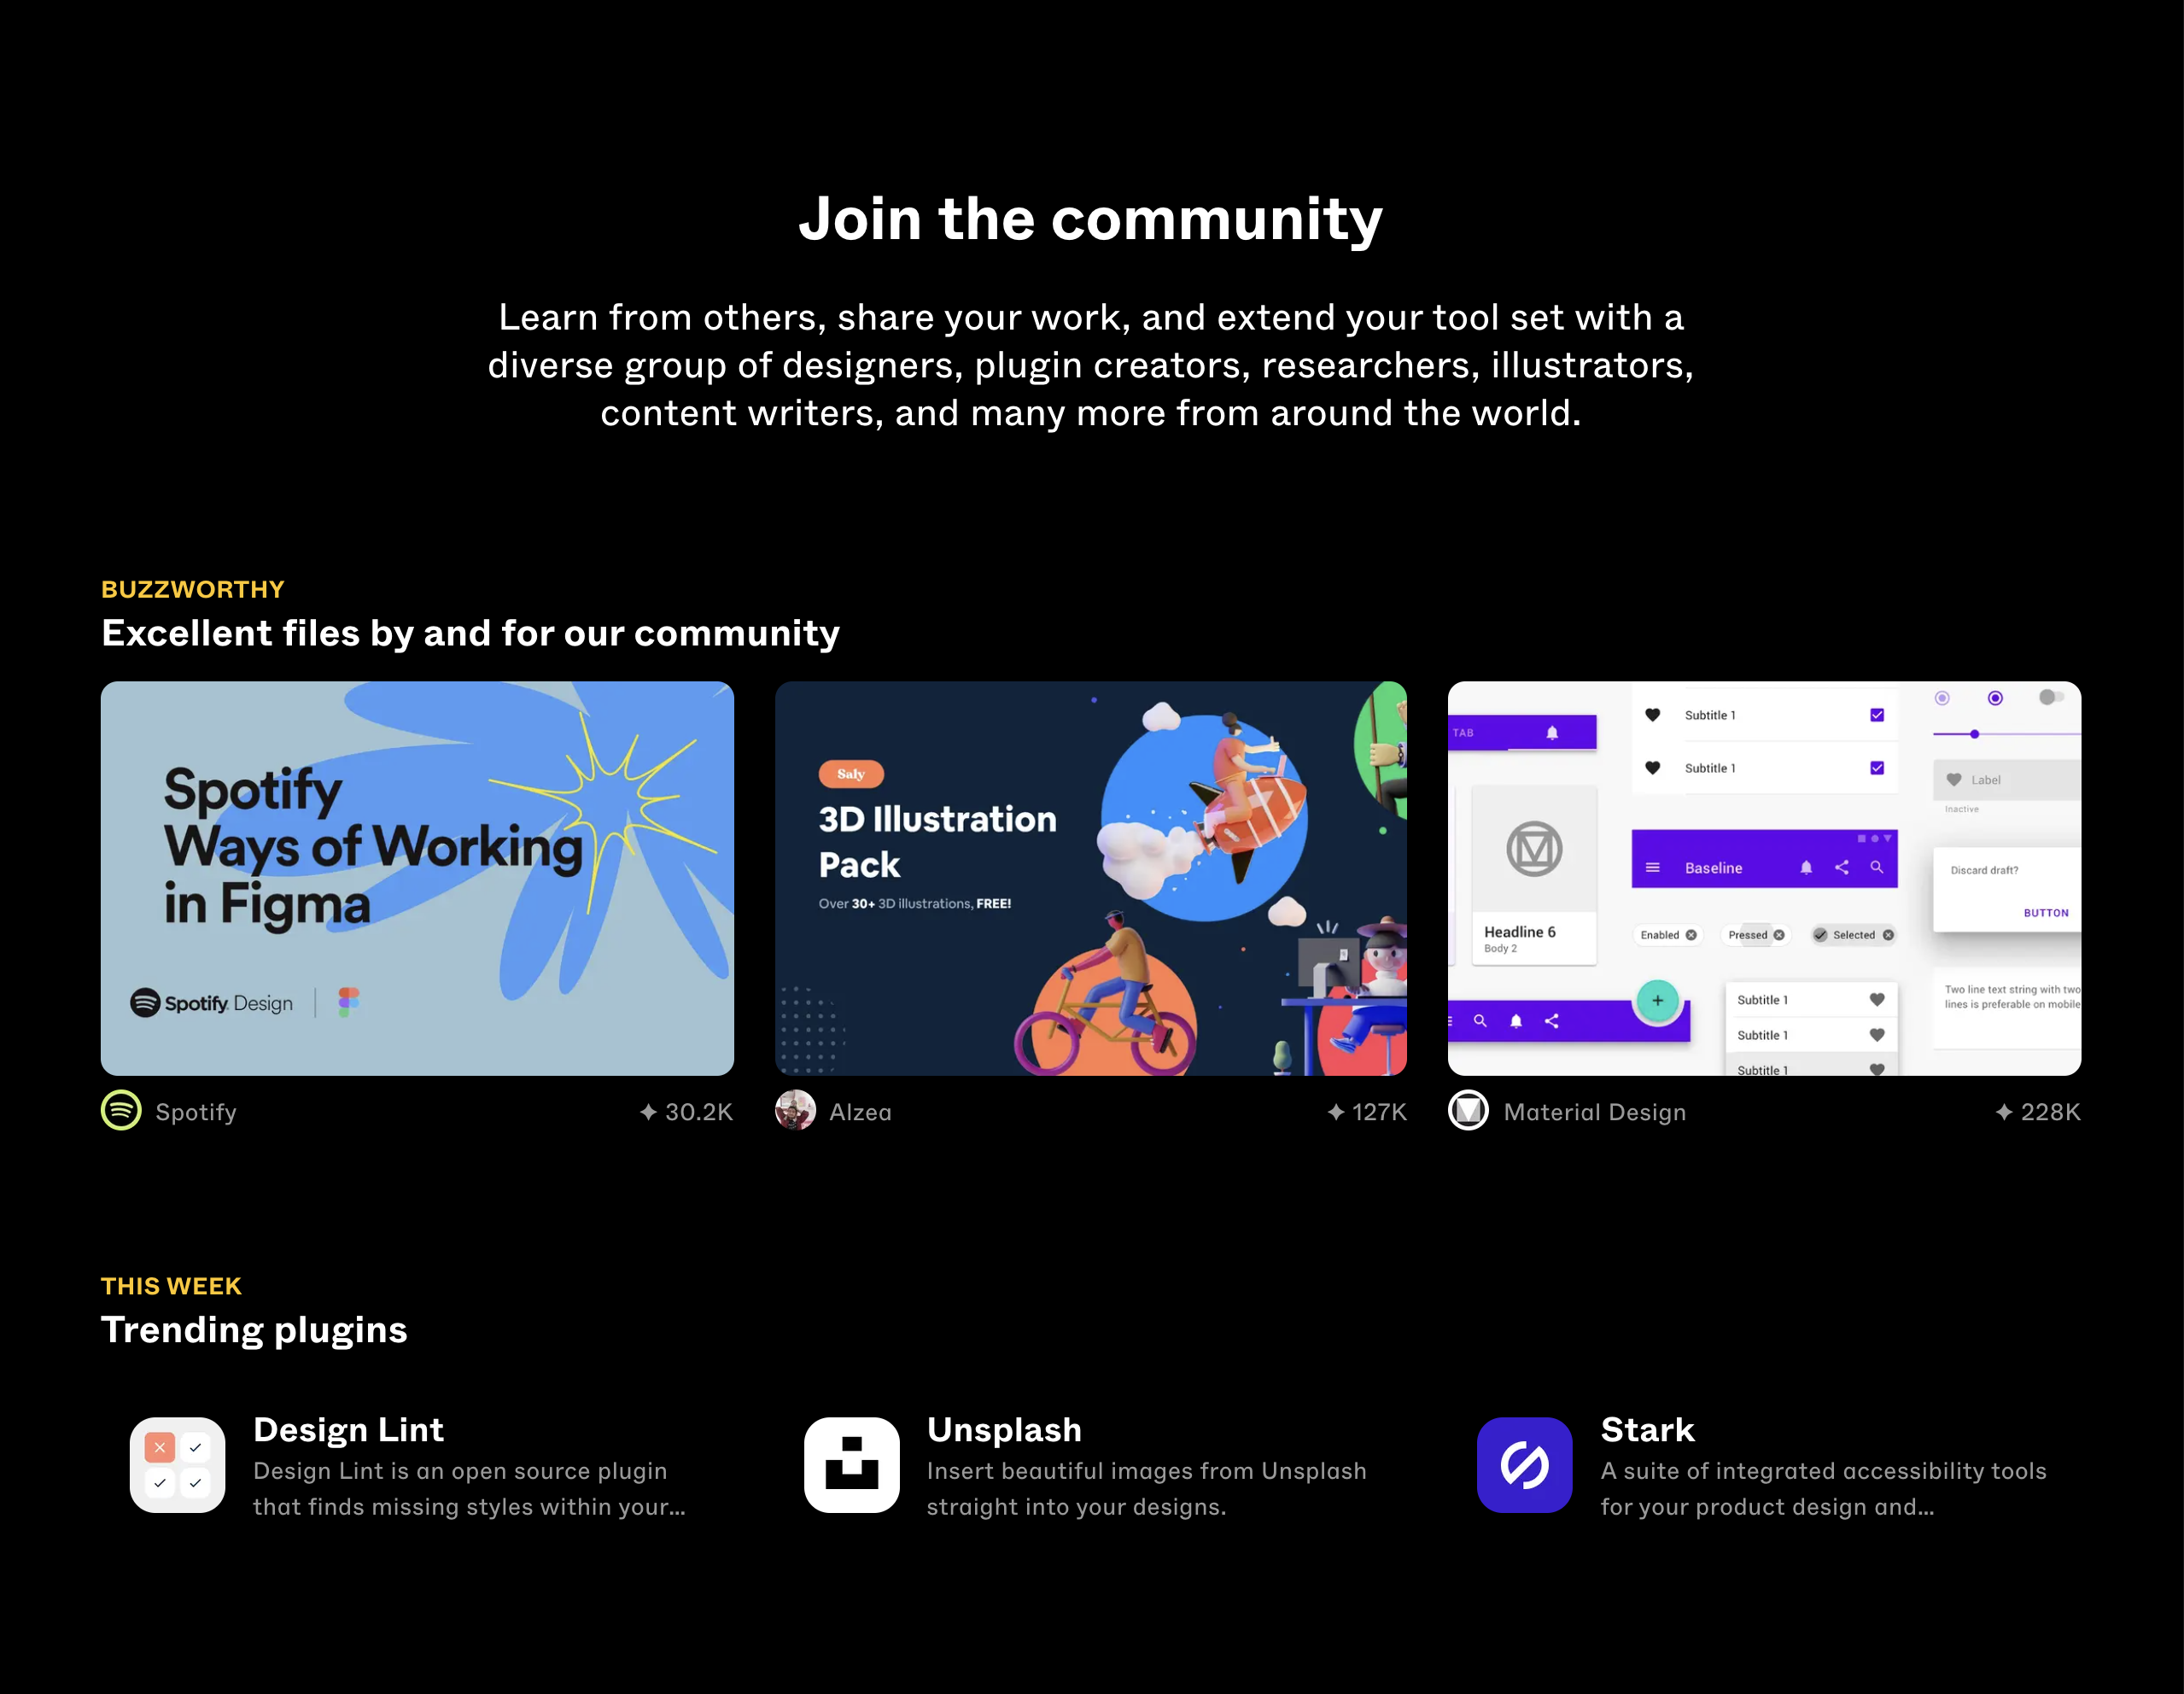 Join the community
Learn from others, share your work, and extend your tool set with a
diverse group of designers, plugin creators, researchers, illustrators,
content writers, and many more from around the world.
BUZZWORTHY
Excellent files by and for our community
Spotify
Ways of Working
in Figma
Spotify Design
Spotify
30.2K
Saly
3D Illustration
Pack
Over 30+ 3D illustrations, FREE!
Alzea
127K
TAB
Headline 6
Body 2
Subtitle 1
Subtitle 1
Baseline
Enabled
Pressed
Selected
Subtitle 1
Subtitle 1
Subtitle 1
Label
Inactive
Discard draft?
BUTTON
Two line text string with two
lines is preferable on mobile
Material Design
228K
THIS WEEK
Trending plugins
Design Lint
Design Lint is an open source plugin
that finds missing styles within your...
Unsplash
Insert beautiful images from Unsplash
straight into your designs.
Stark
A suite of integrated accessibility tools
for your product design and...